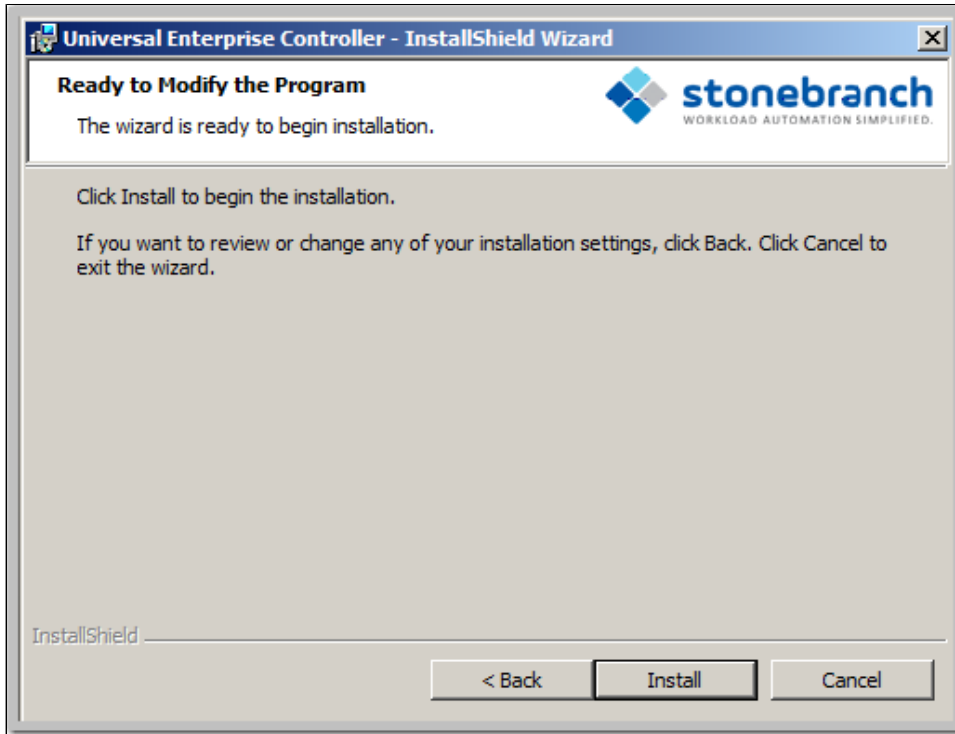 Universal Enterprise Controller - InstallShield Wizard
Ready to Modify the Program
The wizard is ready to begin installation.
stonebranch
WORKLOAD AUTOMATION SIMPLIFIED.
Click Install to begin the installation.
If you want to review or change any of your installation settings, click Back. Click Cancel to
exit the wizard.
InstallShield
< Back
Install
Cancel